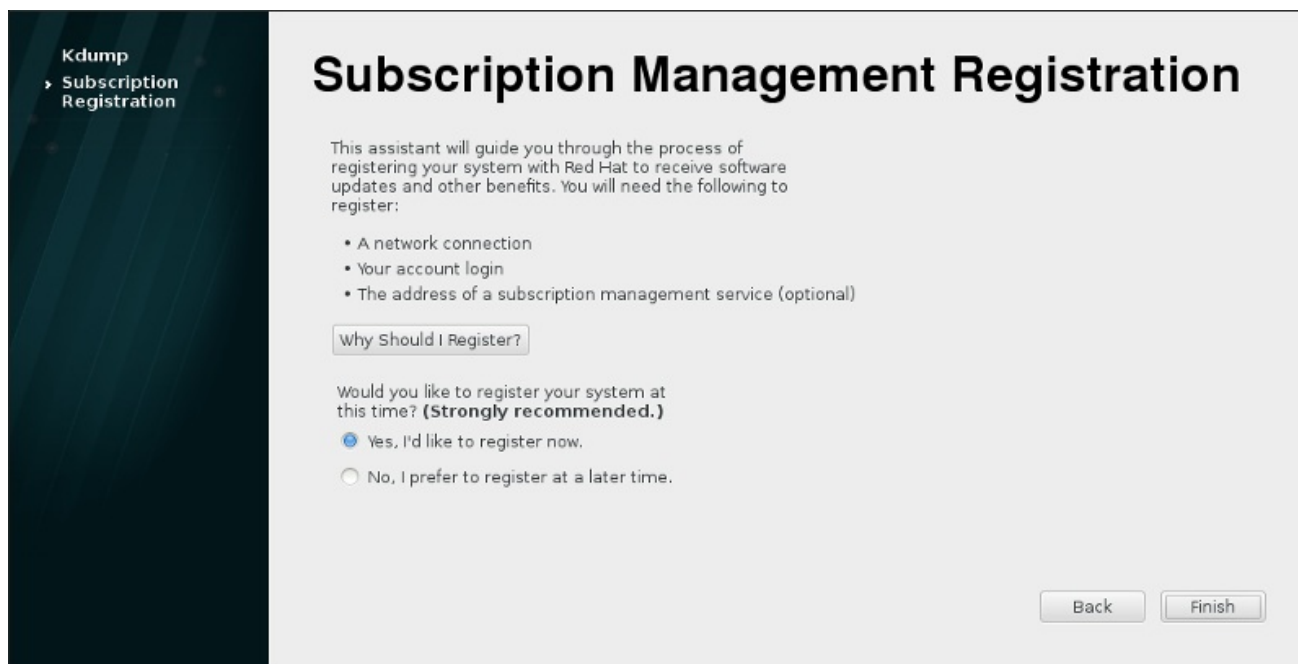 Kdump
Subscription
Registration
Subscription Management Registration
This assistant will guide you through the process of
registering your system with Red Hat to receive software
updates and other benefits. You will need the following to
register:
• A network connection
• Your account login
• The address of a subscription management service (optional)
Why Should I Register?
Would you like to register your system at
this time? (Strongly recommended.)
Yes, I'd like to register now.
No, I prefer to register at a later time.
Back
Finish